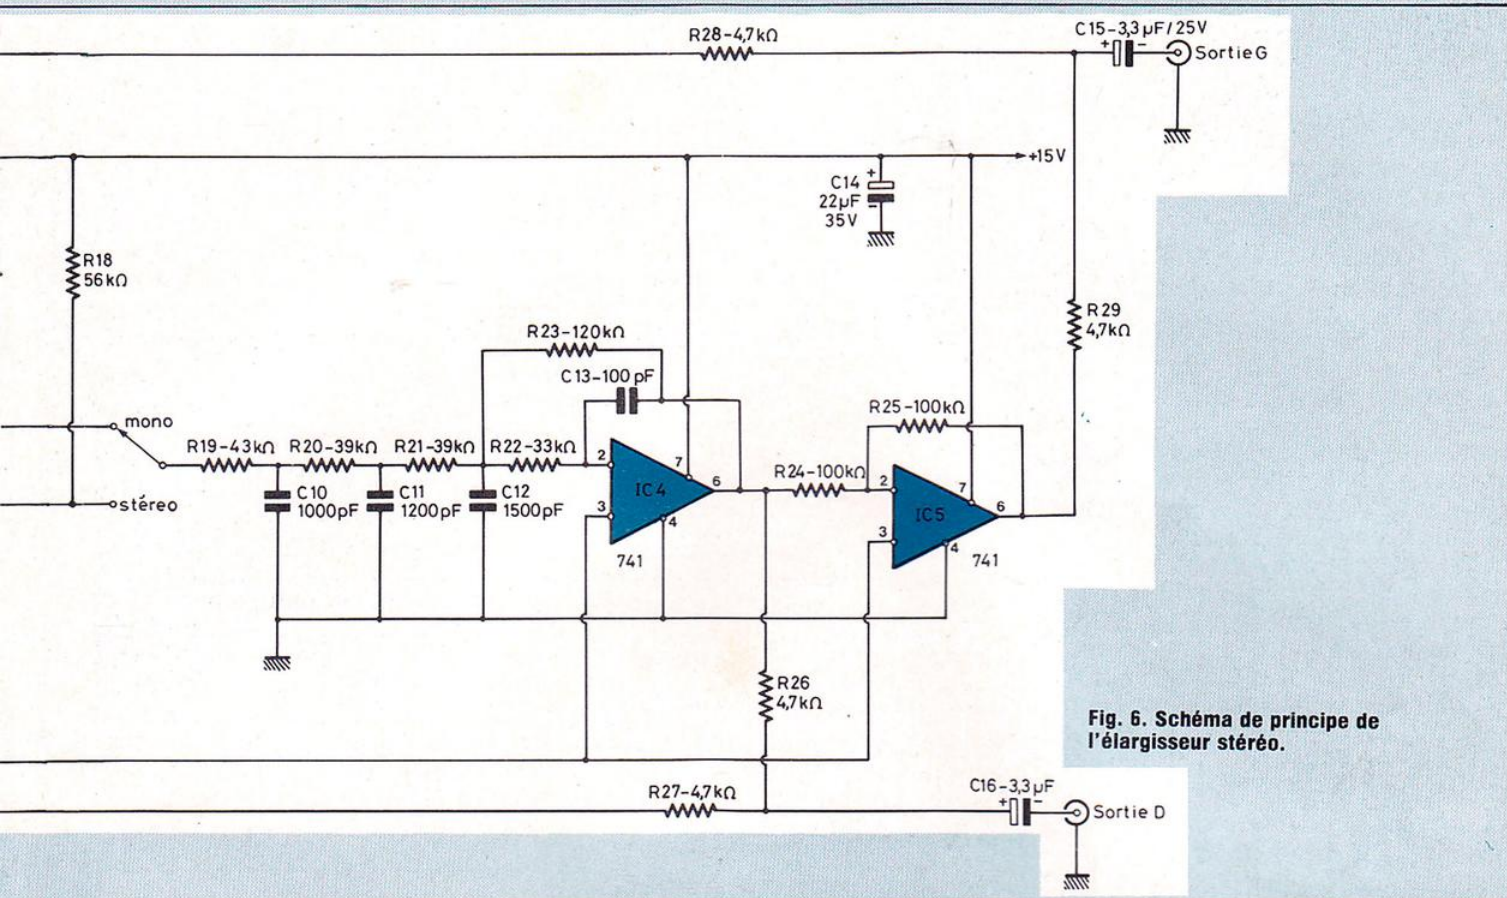 R28-4,7kΩ
C15-3,3µF/25V
+ -
Sortie G
+15V
+
C14
22µF
35V
-
R18
56kΩ
R29
4,7kΩ
R23-120kΩ
C13-100pF
R25-100kΩ
mono
R19-43kΩ
R20-39kΩ
R21-39kΩ
R22-33kΩ
2
7
6
3
4
IC4
741
R24-100kΩ
2
7
6
3
4
IC5
741
C10
1000pF
C11
1200pF
C12
1500pF
stéreo
R26
4,7kΩ
Fig. 6. Schéma de principe de
l'élargisseur stéréo.
R27-4,7kΩ
C16-3,3µF
+ -
Sortie D